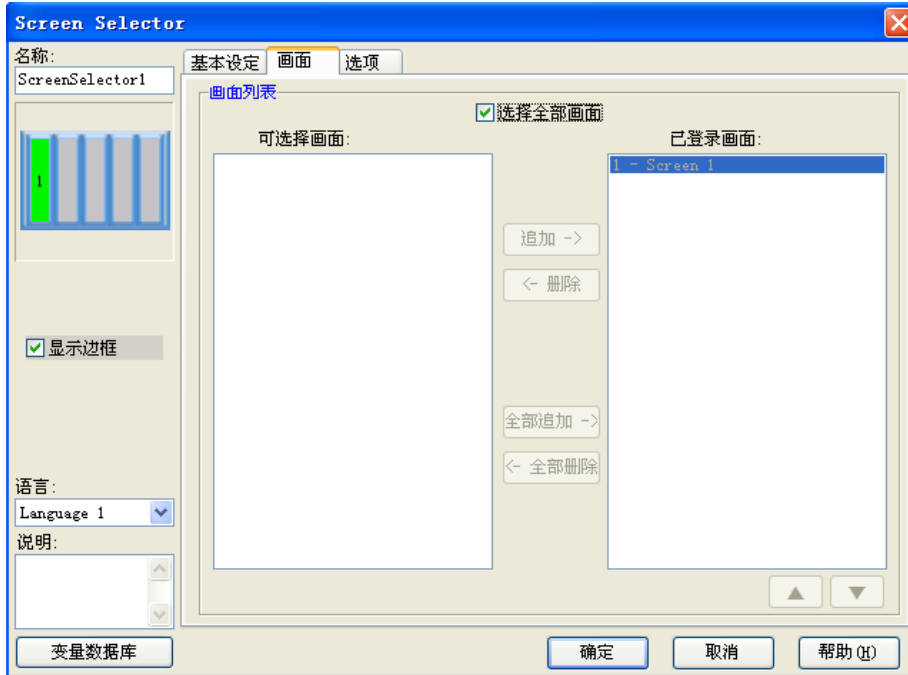 Screen Selector
名称:
ScreenSelector1
基本设定 画面 选项
画面列表
选择全部画面
可选择画面: 已登录画面:
1 - Screen 1
1
追加 ->
<- 删除
显示边框
全部追加 ->
<- 全部删除
语言:
Language 1
说明:
变量数据库 确定 取消 帮助(H)